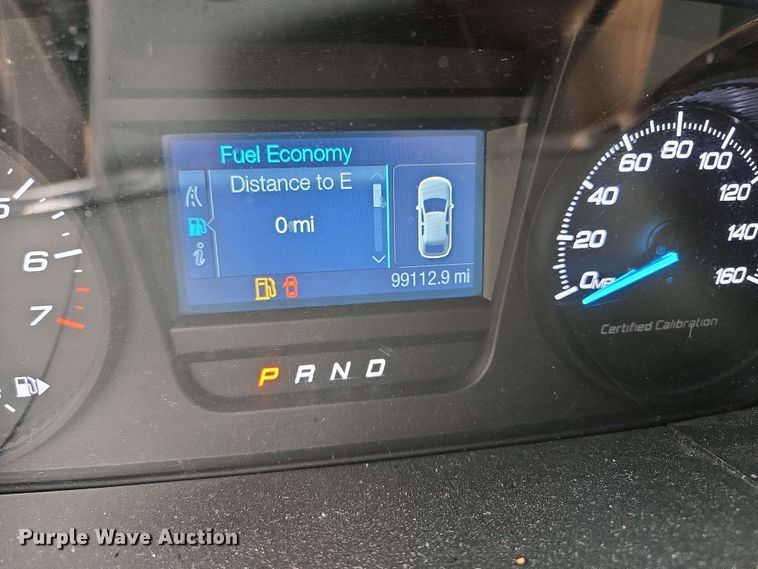 Fuel Economy
Distance to E
0 mi
99112.9 mi
P R N D
5
6
7
0 MPH
20
40
60
80
100
120
140
160
Certified Calibration
Purple Wave Auction